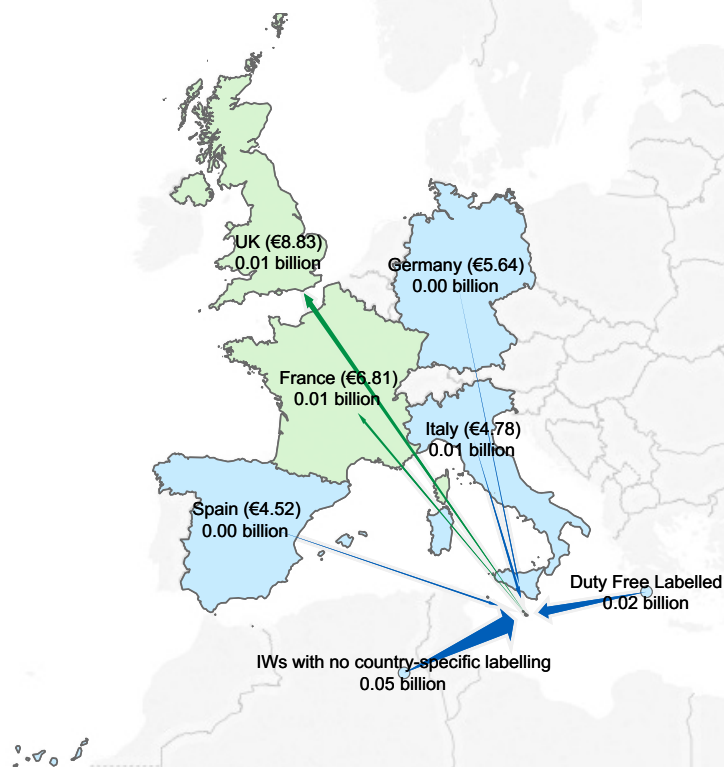 UK (€8.83)
0.01 billion
Germany (€5.64)
0.00 billion
France (€6.81)
0.01 billion
Italy (€4.78)
0.01 billion
Spain (€4.52)
0.00 billion
Duty Free Labelled
0.02 billion
IWs with no country-specific labelling
0.05 billion